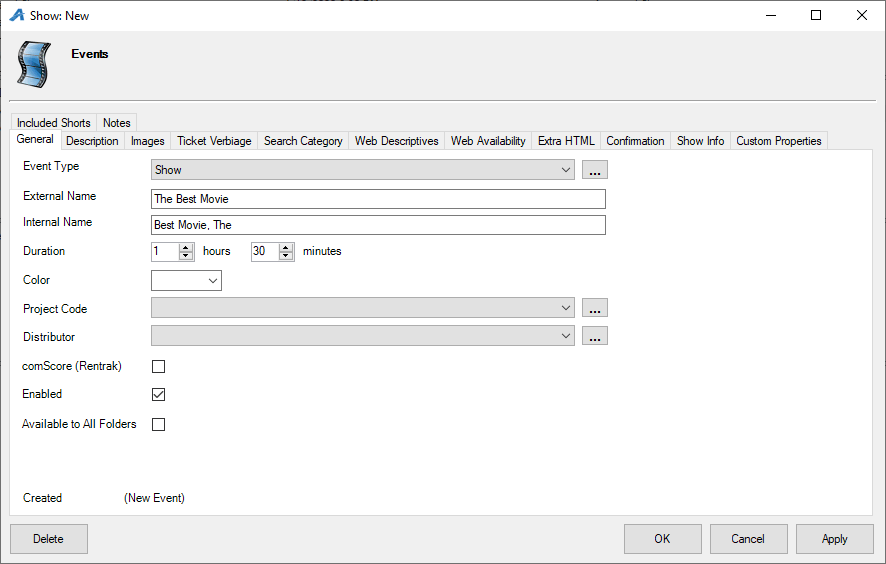 Show: New
Events
Included Shorts Notes
General Description Images Ticket Verbiage Search Category Web Descriptives Web Availability Extra HTML Confirmation Show Info Custom Properties
Event Type Show ...
External Name The Best Movie
Internal Name Best Movie, The
Duration 1 hours 30 minutes
Color
Project Code ...
Distributor ...
comScore (Rentrak)
Enabled
Available to All Folders
Created (New Event)
Delete OK Cancel Apply